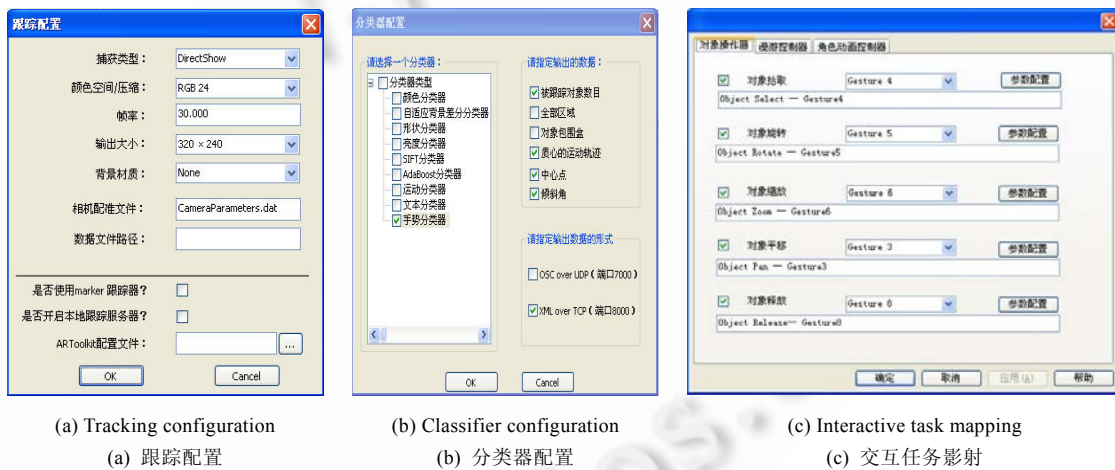 跟踪配置
捕获类型：
DirectShow
颜色空间/压缩：
RGB 24
帧率：
30.000
输出大小：
320 × 240
背景材质：
None
相机配准文件：
CameraParameters.dat
数据文件路径：
是否使用marker 跟踪器？
是否开启本地跟踪服务器？
ARToolkit配置文件：
...
OK
Cancel
分类器配置
请选择一个分类器：
分类器类型
颜色分类器
自适应背景差分分类器
形状分类器
亮度分类器
SIFT分类器
AdaBoost分类器
运动分类器
文本分类器
手势分类器
请指定输出的数据：
被跟踪对象数目
全部区域
对象包围盒
质心的运动轨迹
中心点
倾斜角
请指定输出数据的形式
OSC over UDP（端口7000）
XML over TCP（端口8000）
OK
Cancel
对象操作器
漫游控制器
角色动画控制器
对象拾取
Gesture 4
参数配置
Object Select — Gesture4
对象旋转
Gesture 5
参数配置
Object Rotate — Gesture5
对象缩放
Gesture 6
参数配置
Object Zoom — Gesture6
对象平移
Gesture 3
参数配置
Object Pan — Gesture3
对象释放
Gesture 8
参数配置
Object Release— Gesture8
确定
取消
应用(A)
帮助
(a) Tracking configuration
(b) Classifier configuration
(c) Interactive task mapping
(a) 跟踪配置
(b) 分类器配置
(c) 交互任务影射